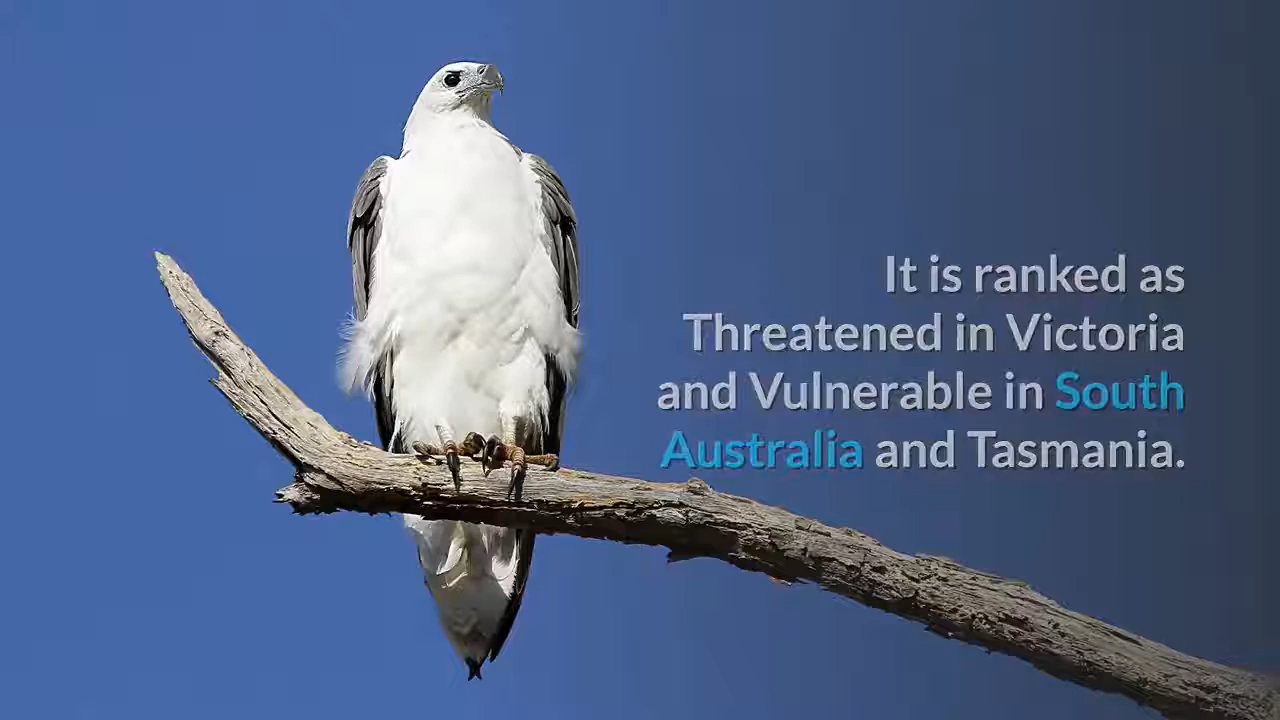 It is ranked as
Threatened in Victoria
and Vulnerable in South
Australia and Tasmania.